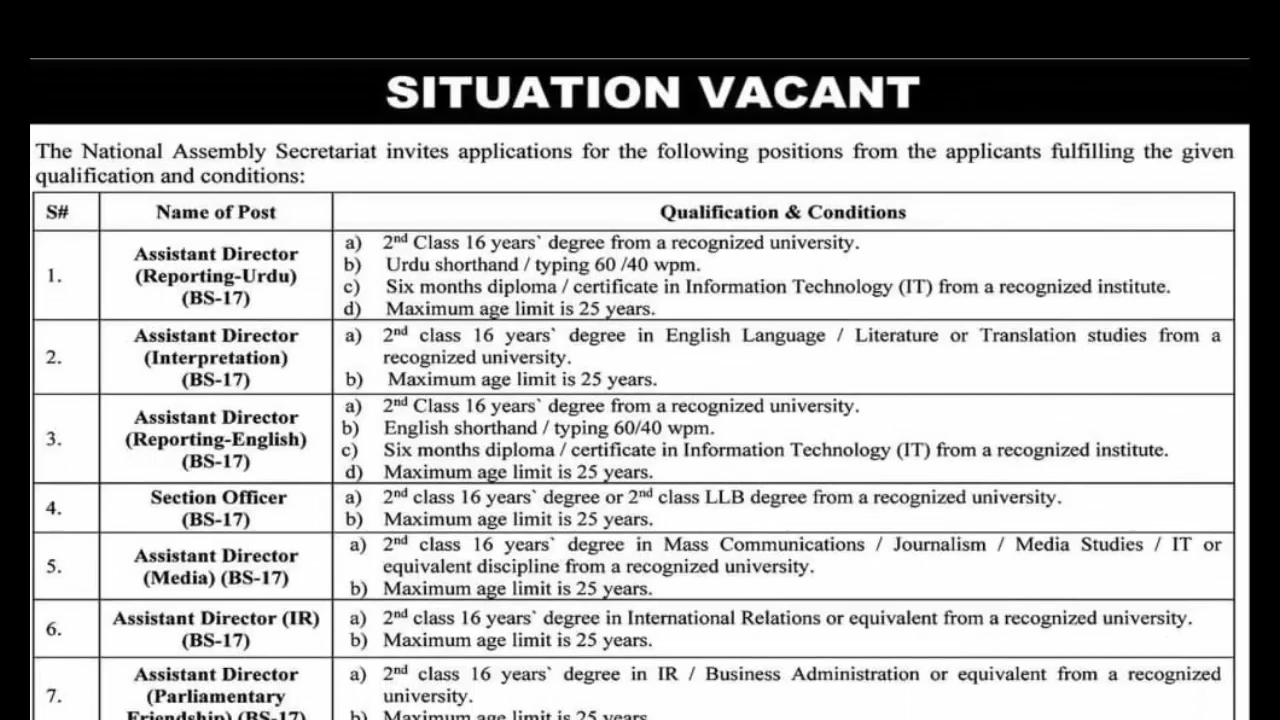 SITUATION VACANT
The National Assembly Secretariat invites applications for the following positions from the applicants fulfilling the given
qualification and conditions:
S# Name of Post Qualification & Conditions
1. Assistant Director
(Reporting-Urdu)
(BS-17)
a) 2nd Class 16 years` degree from a recognized university.
b) Urdu shorthand / typing 60 /40 wpm.
c) Six months diploma / certificate in Information Technology (IT) from a recognized institute.
d) Maximum age limit is 25 years.
2. Assistant Director
(Interpretation)
(BS-17)
a) 2nd class 16 years` degree in English Language / Literature or Translation studies from a
recognized university.
b) Maximum age limit is 25 years.
3. Assistant Director
(Reporting-English)
(BS-17)
a) 2nd Class 16 years` degree from a recognized university.
b) English shorthand / typing 60/40 wpm.
c) Six months diploma / certificate in Information Technology (IT) from a recognized institute.
d) Maximum age limit is 25 years.
4. Section Officer
(BS-17)
a) 2nd class 16 years` degree or 2nd class LLB degree from a recognized university.
b) Maximum age limit is 25 years.
5. Assistant Director
(Media) (BS-17)
a) 2nd class 16 years` degree in Mass Communications / Journalism / Media Studies / IT or
equivalent discipline from a recognized university.
b) Maximum age limit is 25 years.
6. Assistant Director (IR)
(BS-17)
a) 2nd class 16 years` degree in International Relations or equivalent from a recognized university.
b) Maximum age limit is 25 years.
7. Assistant Director
(Parliamentary
Friendship) (BS-17)
a) 2nd class 16 years` degree in IR / Business Administration or equivalent from a recognized
university.
b) Maximum age limit is 25 years.